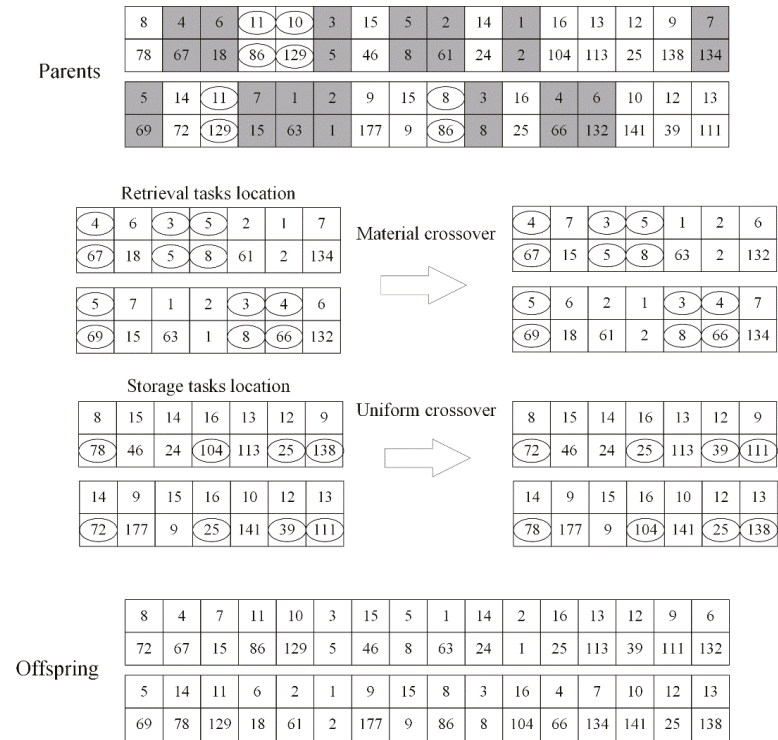 8 4 6 11 10 3 15 5 2 14 1 16 13 12 9 7
78 67 18 86 129 5 46 8 61 24 2 104 113 25 138 134
Parents
5 14 11 7 1 2 9 15 8 3 16 4 6 10 12 13
69 72 129 15 63 1 177 9 86 8 25 66 132 141 39 111
Retrieval tasks location
4 6 3 5 2 1 7
67 18 5 8 61 2 134
5 7 1 2 3 4 6
69 15 63 1 8 66 132
Material crossover
4 7 3 5 1 2 6
67 15 5 8 63 2 132
5 6 2 1 3 4 7
69 18 61 2 8 66 134
Storage tasks location
8 15 14 16 13 12 9
78 46 24 104 113 25 138
14 9 15 16 10 12 13
72 177 9 25 141 39 111
Uniform crossover
8 15 14 16 13 12 9
72 46 24 25 113 39 111
14 9 15 16 10 12 13
78 177 9 104 141 25 138
8 4 7 11 10 3 15 5 1 14 2 16 13 12 9 6
72 67 15 86 129 5 46 8 63 24 1 25 113 39 111 132
Offspring
5 14 11 6 2 1 9 15 8 3 16 4 7 10 12 13
69 78 129 18 61 2 177 9 86 8 104 66 134 141 25 138